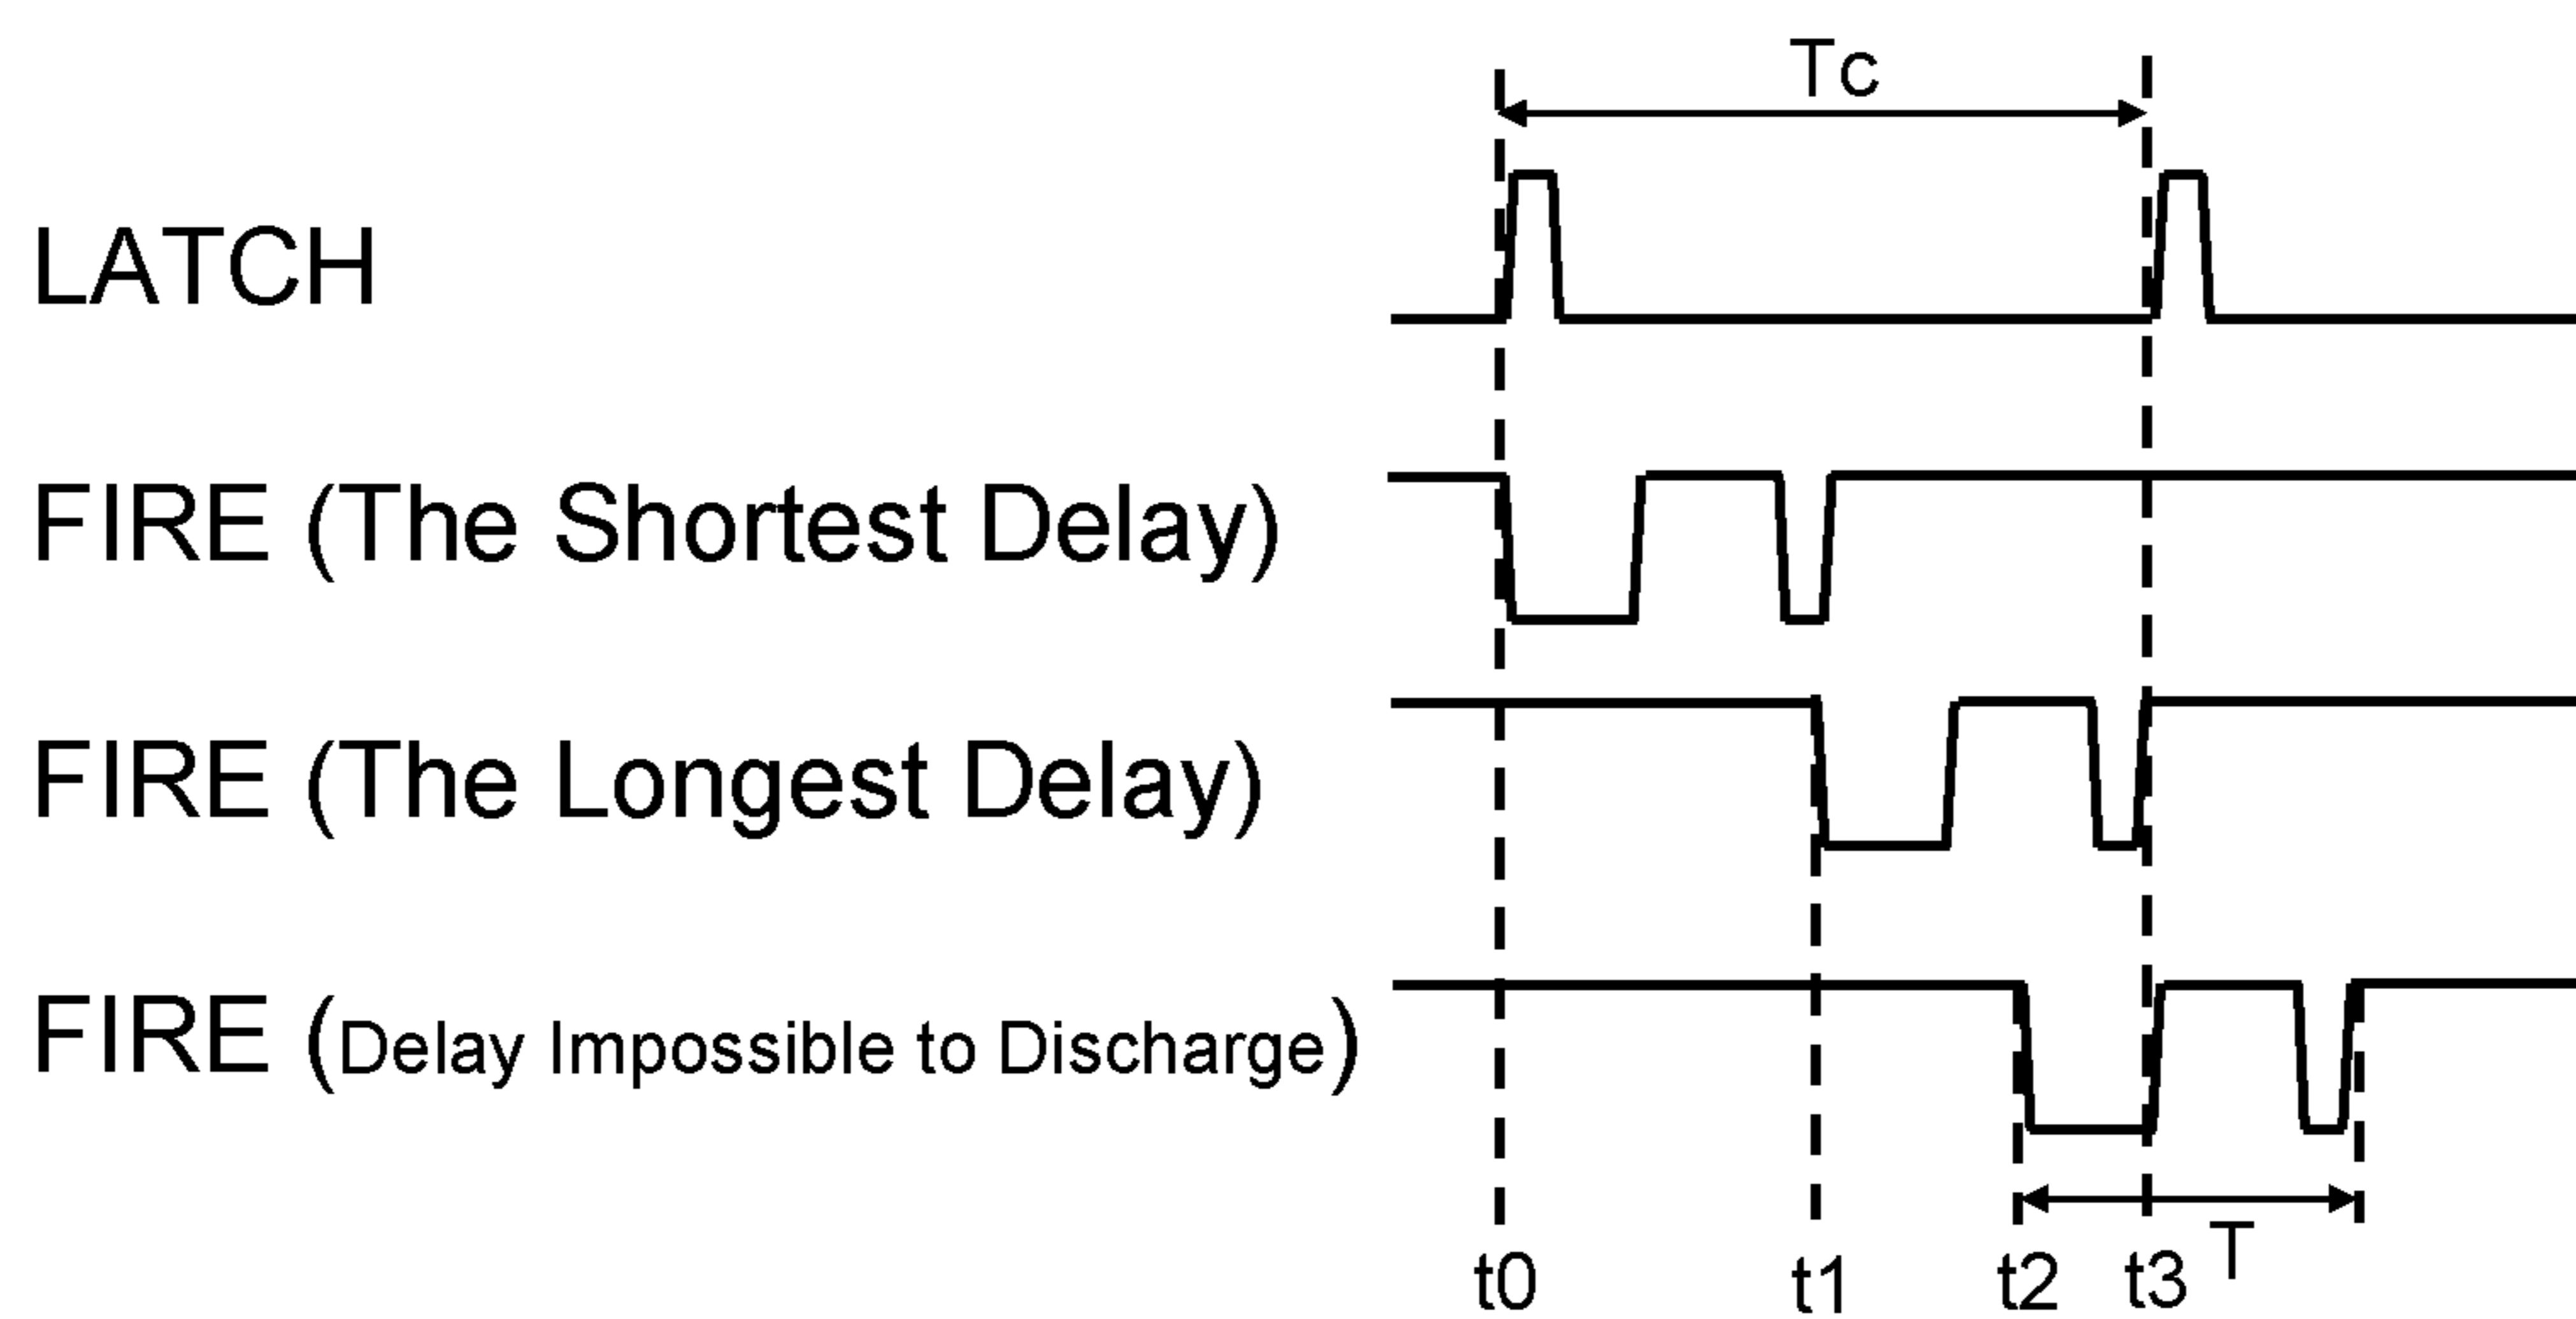 Tc
LATCH
FIRE (The Shortest Delay)
FIRE (The Longest Delay)
FIRE (Delay Impossible to Discharge)
T
t0 t1 t2 t3